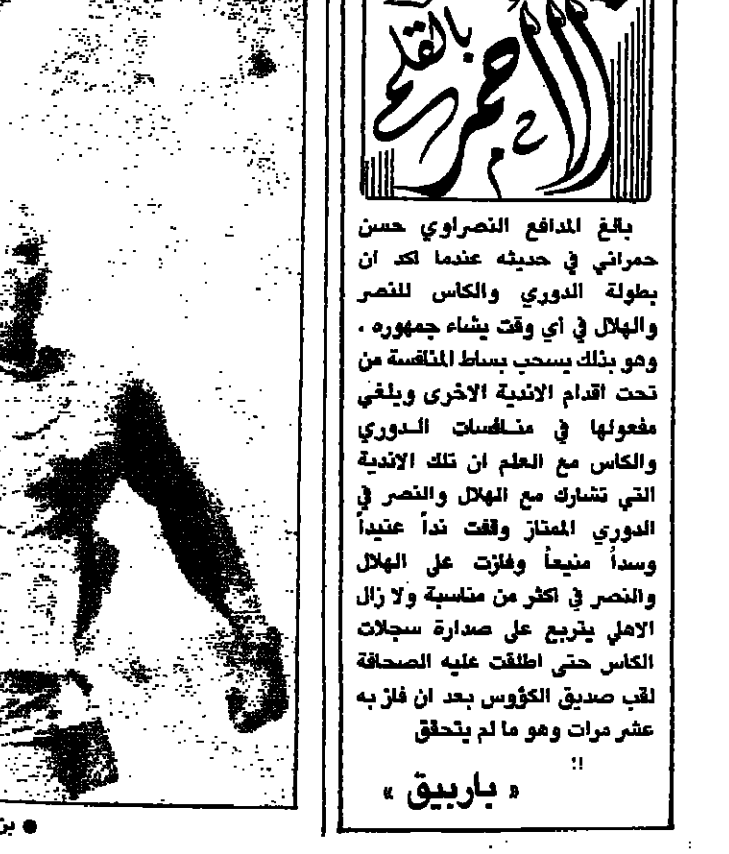 بالقلم
الأحمر
بالغ المدافع النصراوي حسن
حمراني في حديثه عندما اكد ان
بطولة الدوري والكاس للنصر
والهلال في أي وقت يشاء جمهوره .
وهو بذلك يسحب بساط المنافسة من
تحت اقدام الاندية الاخرى ويلغي
مفعولها في منافسات الدوري
والكاس مع العلم ان تلك الاندية
التي تشارك مع الهلال والنصر في
الدوري الممتاز وقفت نداً عنيداً
وسداً منيعاً وفازت على الهلال
والنصر في اكثر من مناسبة ولا زال
الاهلي يتربع على صدارة سجلات
الكاس حتى اطلقت عليه الصحافة
لقب صديق الكؤوس بعد ان فاز به
عشر مرات وهو ما لم يتحقق
!!
« باربيق »